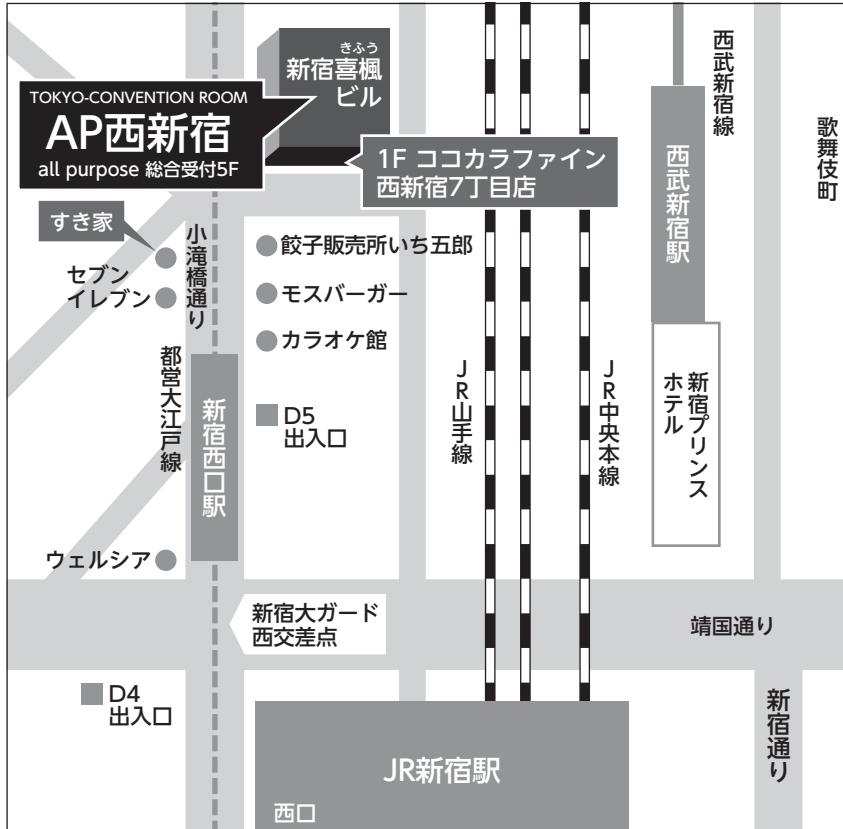 きふう
新宿喜楓
ビル
TOKYO-CONVENTION ROOM
AP西新宿
all purpose 総合受付5F
1F ココカラファイン
西新宿7丁目店
西武新宿線
歌舞伎町
西武新宿駅
すき家
セブン
イレブン
小滝橋通り
餃子販売所いち五郎
モスバーガー
カラオケ館
都営大江戸線
新宿西口駅
D5
出入口
JR山手線
JR中央本線
新宿プリンス
ホテル
ウェルシア
新宿大ガード
西交差点
靖国通り
D4
出入口
新宿通り
JR新宿駅
西口